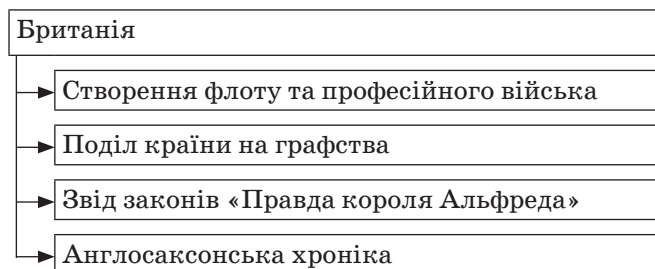 Британія
Створення флоту та професійного війська
Поділ країни на графства
Звід законів «Правда короля Альфреда»
Англосаксонська хроніка